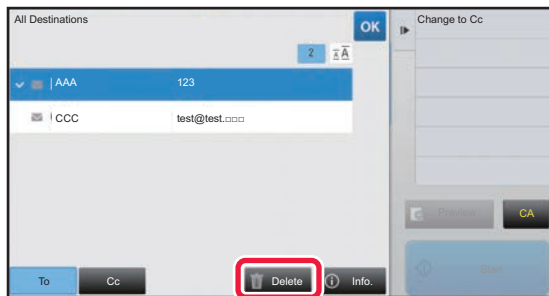 All Destinations
OK
Change to Cc
2
AAA 123
CCC test@test.□□□
Preview
CA
Start
To
Cc
Delete
Info.